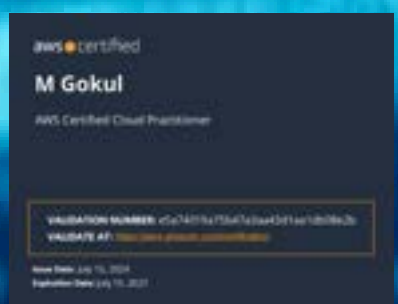 aws certified
M Gokul
AWS Certified Cloud Practitioner
VALIDATION NUMBER:
VALIDATE AT:
Issue Date: July 15, 2024
Expiration Date: July 15, 2027